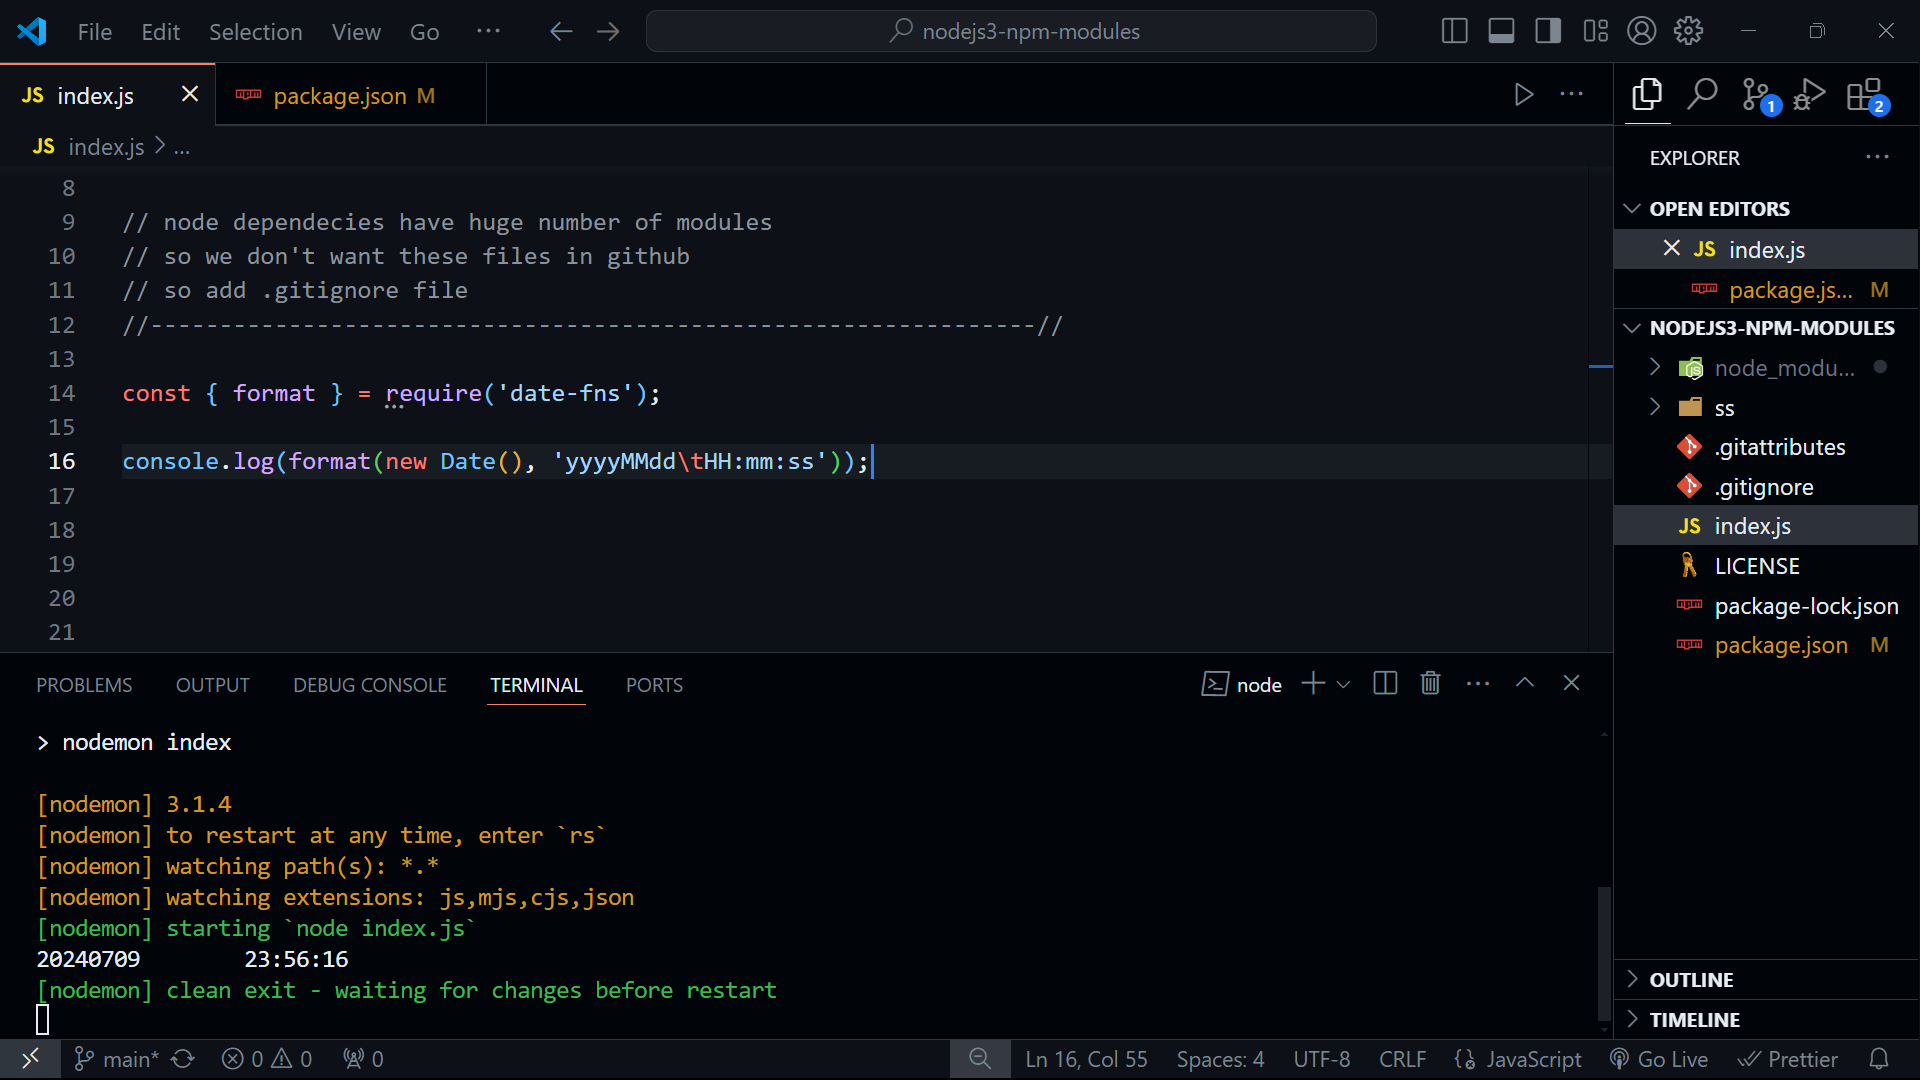 File Edit Selection View Go ... nodejs3-npm-modules
JS index.js package.json M
JS index.js > ...
8
9 // node dependecies have huge number of modules
10 // so we don't want these files in github
11 // so add .gitignore file
12 //----------------------------------------------------------------//
13
14 const { format } = require('date-fns');
15
16 console.log(format(new Date(), 'yyyyMMdd\tHH:mm:ss'));
17
18
19
20
21
PROBLEMS OUTPUT DEBUG CONSOLE TERMINAL PORTS node
> nodemon index
[nodemon] 3.1.4
[nodemon] to restart at any time, enter `rs`
[nodemon] watching path(s): *.*
[nodemon] watching extensions: js,mjs,cjs,json
[nodemon] starting `node index.js`
20240709 23:56:16
[nodemon] clean exit - waiting for changes before restart
1 2
EXPLORER
OPEN EDITORS
JS index.js
package.js... M
NODEJS3-NPM-MODULES
node_modu...
ss
.gitattributes
.gitignore
JS index.js
LICENSE
package-lock.json
package.json M
OUTLINE
TIMELINE
main* 0 0 0 Ln 16, Col 55 Spaces: 4 UTF-8 CRLF JavaScript Go Live Prettier